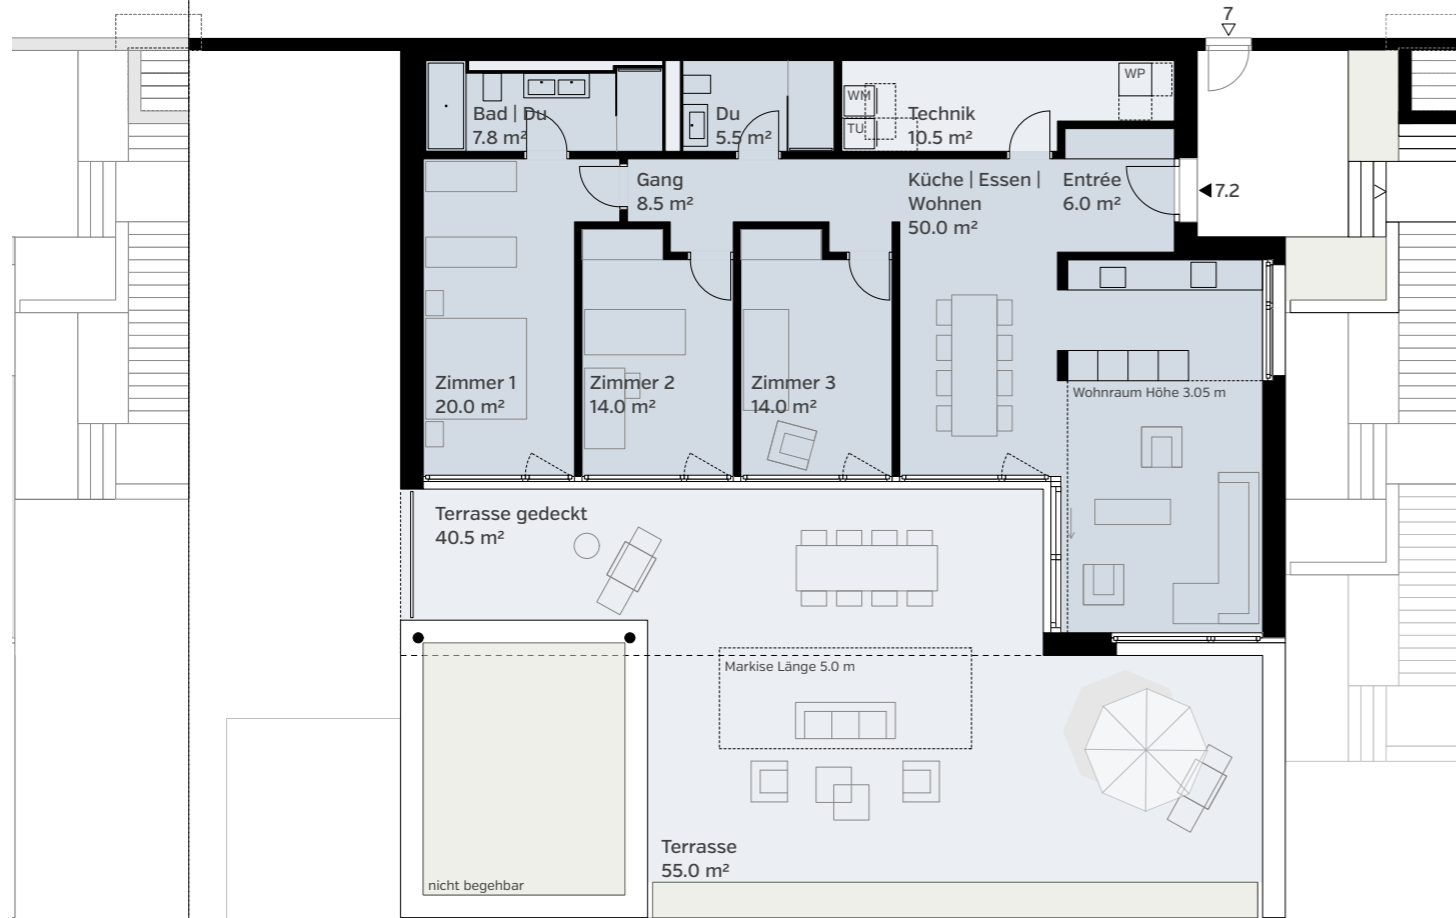 7
WP
WM
TU
Bad | Du
7.8 m²
Du
5.5 m²
Technik
10.5 m²
Gang
8.5 m²
Küche | Essen |
Wohnen
50.0 m²
Entrée
6.0 m²
7.2
Zimmer 1
20.0 m²
Zimmer 2
14.0 m²
Zimmer 3
14.0 m²
Wohnraum Höhe 3.05 m
Terrasse gedeckt
40.5 m²
Markise Länge 5.0 m
Terrasse
55.0 m²
nicht begehbar